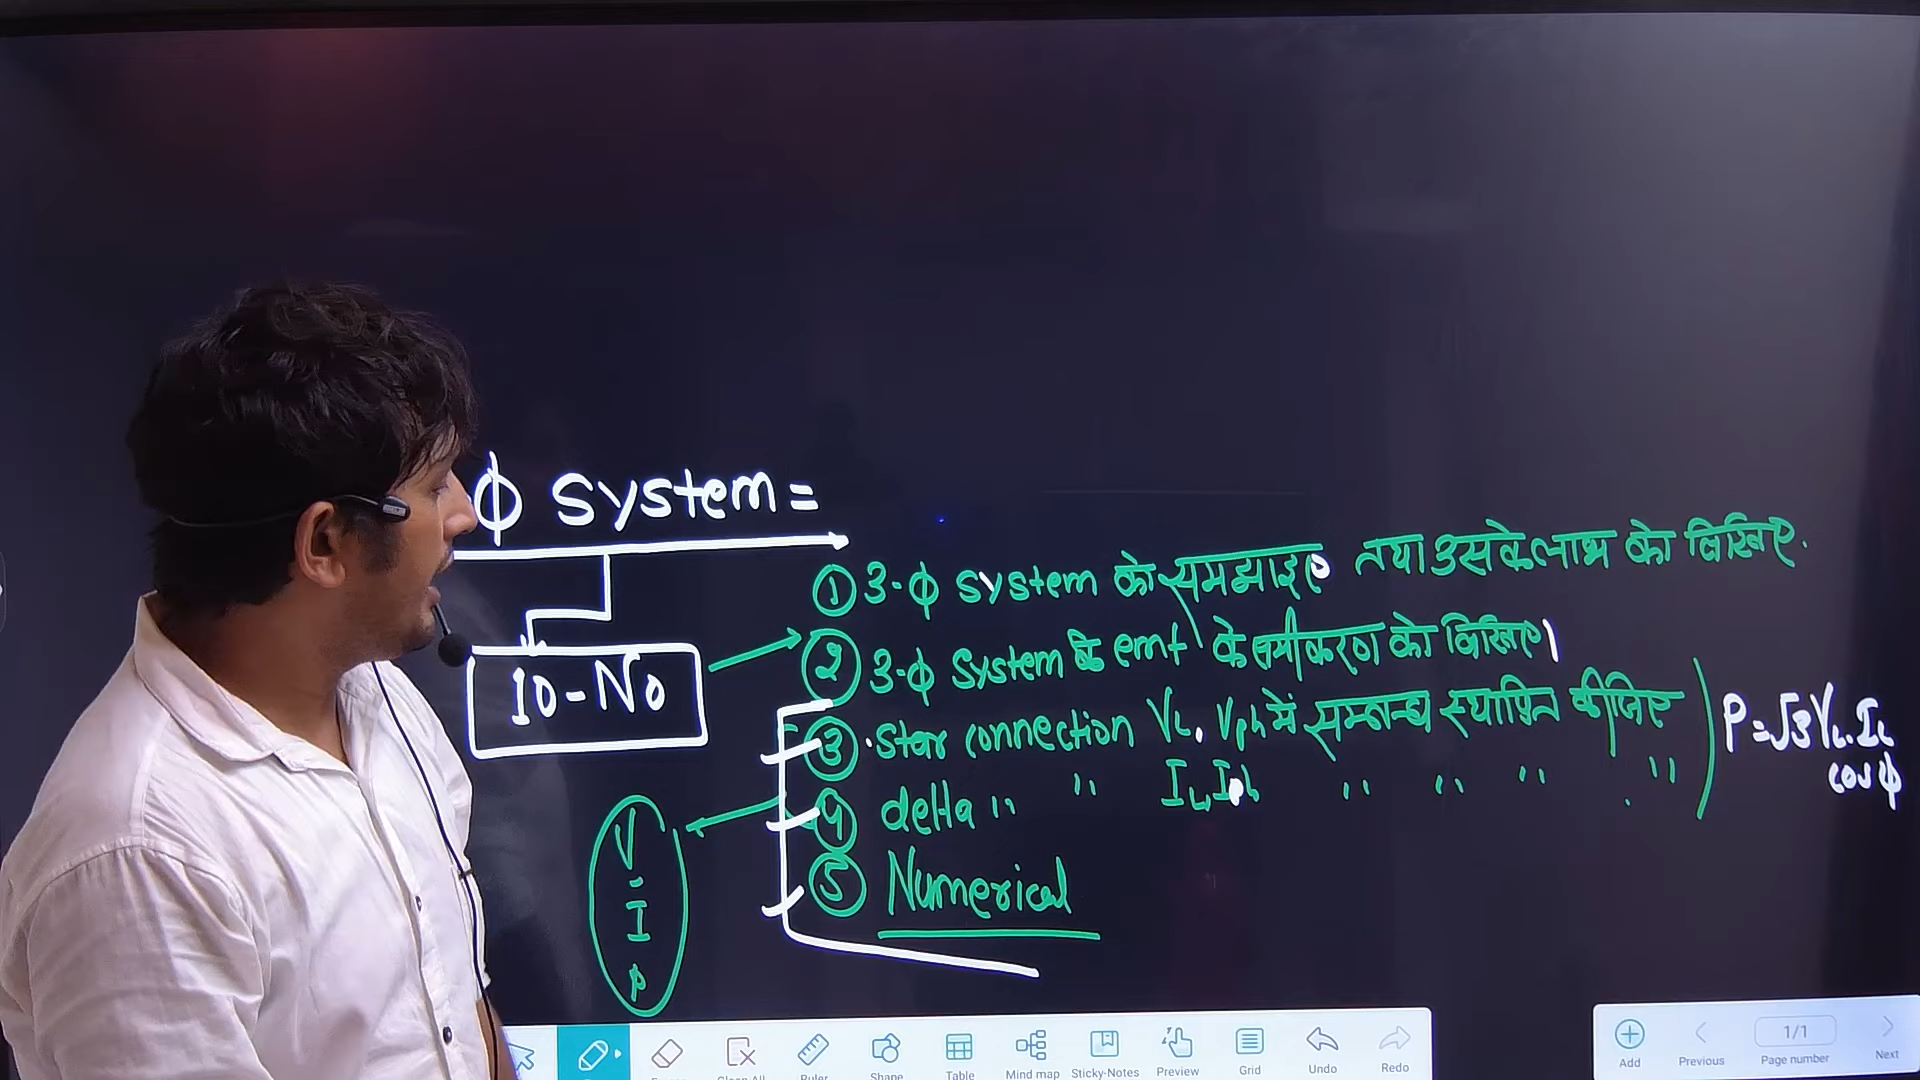 ϕ System =
10-No
① 3-ϕ System को समझाइए तथा उसके लाभ को लिखिए.
② 3-ϕ System के emf के समीकरण को लिखिए।
③ Star connection VL, Vph में सम्बन्ध स्थापित कीजिए
④ delta " " IL, Iph " " " "
⑤ Numerical
P = √3 VL. IL
cos ϕ
V
I
P
Clean All
Ruler
Shape
Table
Mind map
Sticky-Notes
Preview
Grid
Undo
Redo
Add
Previous
1/1
Page number
Next